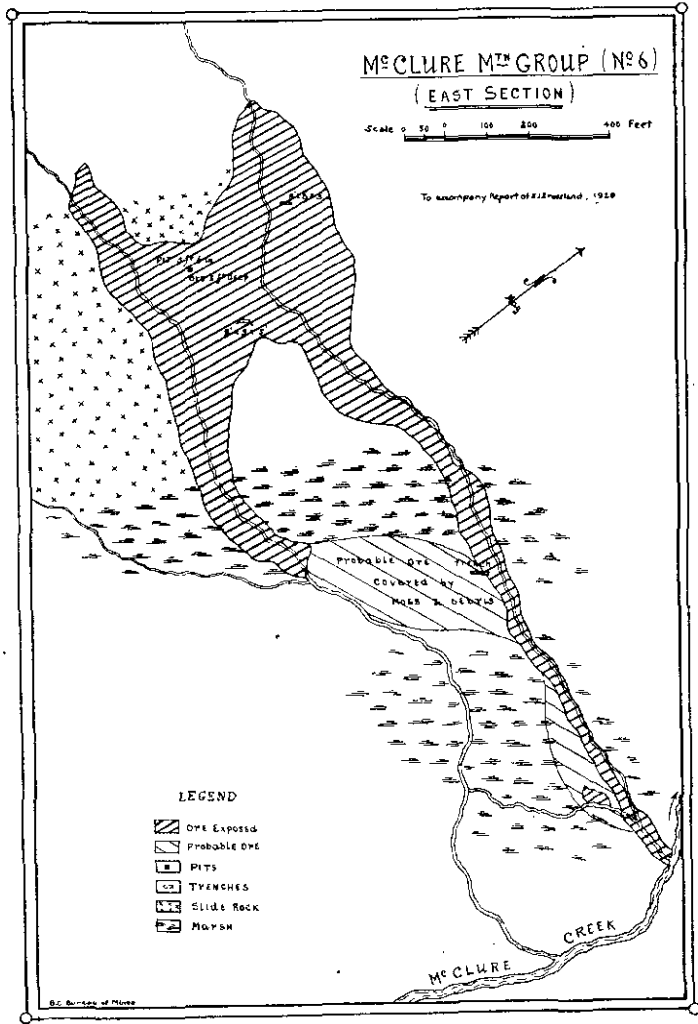 McCLURE MTN GROUP (No 6)
(EAST SECTION)
Scale 0 50 0 100 200 400 Feet
To accompany Report of 1920
Probable Ore
Covered by
Moss & Debris
LEGEND
Ore Exposed
Probable Ore
Pits
Trenches
Slide Rock
Marsh
McCLURE CREEK
B.C. Bureau of Mines